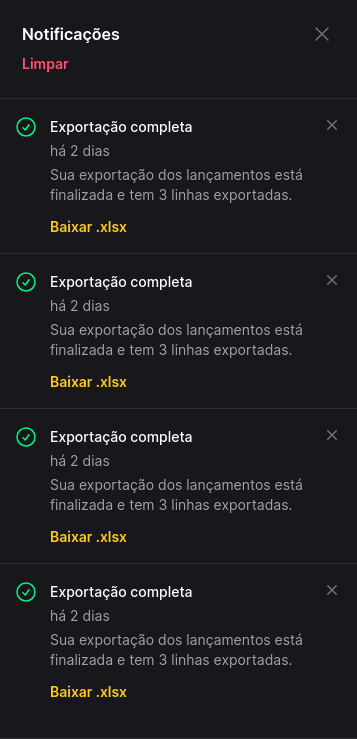 Notificações
Limpar
Exportação completa
há 2 dias
Sua exportação dos lançamentos está
finalizada e tem 3 linhas exportadas.
Baixar .xlsx
Exportação completa
há 2 dias
Sua exportação dos lançamentos está
finalizada e tem 3 linhas exportadas.
Baixar .xlsx
Exportação completa
há 2 dias
Sua exportação dos lançamentos está
finalizada e tem 3 linhas exportadas.
Baixar .xlsx
Exportação completa
há 2 dias
Sua exportação dos lançamentos está
finalizada e tem 3 linhas exportadas.
Baixar .xlsx